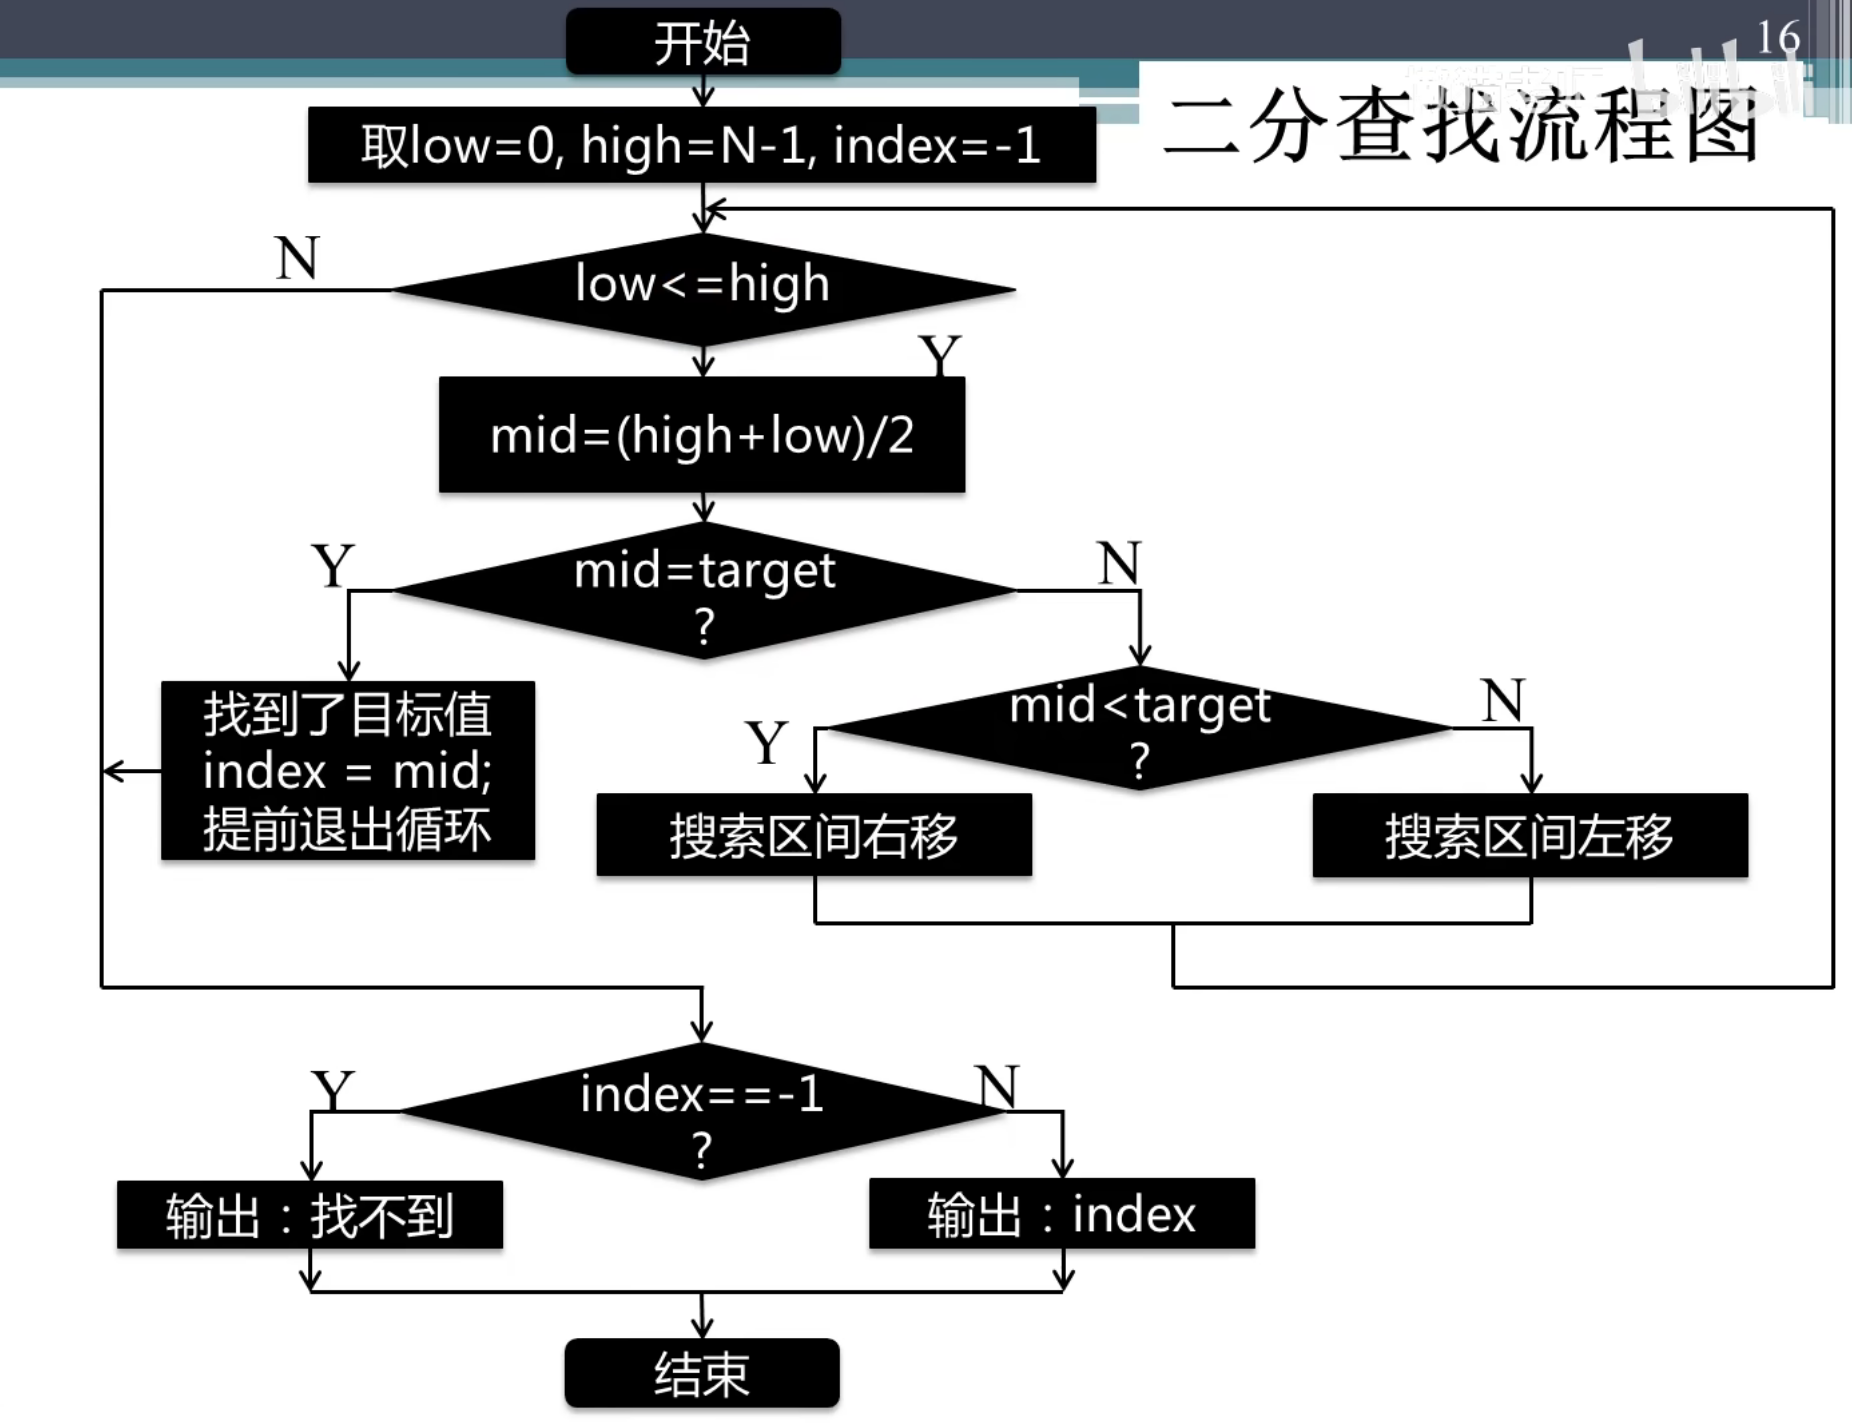 16
二分查找流程图
开始
取low=0, high=N-1, index=-1
N
low<=high
Y
mid=(high+low)/2
Y
mid=target
?
N
找到了目标值
index = mid;
提前退出循环
Y
mid<target
?
N
搜索区间右移
搜索区间左移
Y
index==-1
?
N
输出：找不到
输出：index
结束